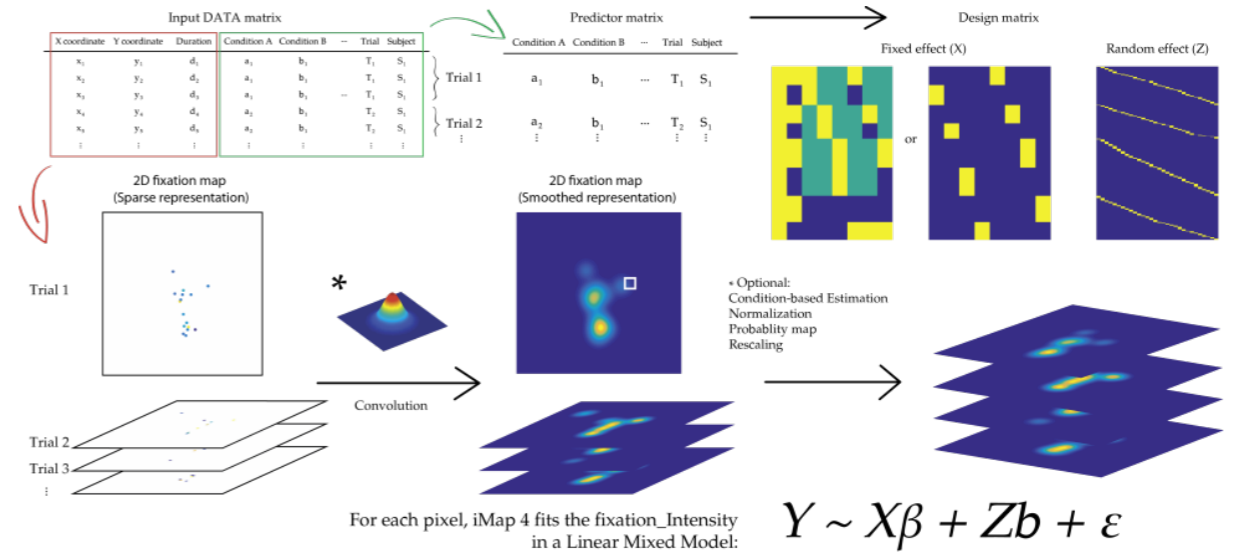 Input DATA matrix
Predictor matrix
Design matrix
X coordinate Y coordinate Duration Condition A Condition B ... Trial Subject
x₁ y₁ d₁ a₁ b₁ T₁ S₁
x₂ y₂ d₂ a₁ b₁ T₁ S₁
x₃ y₃ d₃ a₁ b₁ ... T₁ S₁
x₄ y₄ d₄ a₂ b₁ T₂ S₁
x₅ y₅ d₅ a₂ b₁ T₂ S₁
⋮ ⋮ ⋮ ⋮ ⋮ ⋮ ⋮
Condition A Condition B ... Trial Subject
Trial 1 a₁ b₁ ... T₁ S₁
Trial 2 a₂ b₁ ... T₂ S₁
⋮ ⋮ ⋮ ⋮ ⋮
Fixed effect (X)
Random effect (Z)
or
2D fixation map
(Sparse representation)
2D fixation map
(Smoothed representation)
Trial 1
*
* Optional:
Condition-based Estimation
Normalization
Probablity map
Rescaling
Convolution
Trial 2
Trial 3
⋮
For each pixel, iMap 4 fits the fixation_Intensity
in a Linear Mixed Model:
Y ~ Xβ + Zb + ε